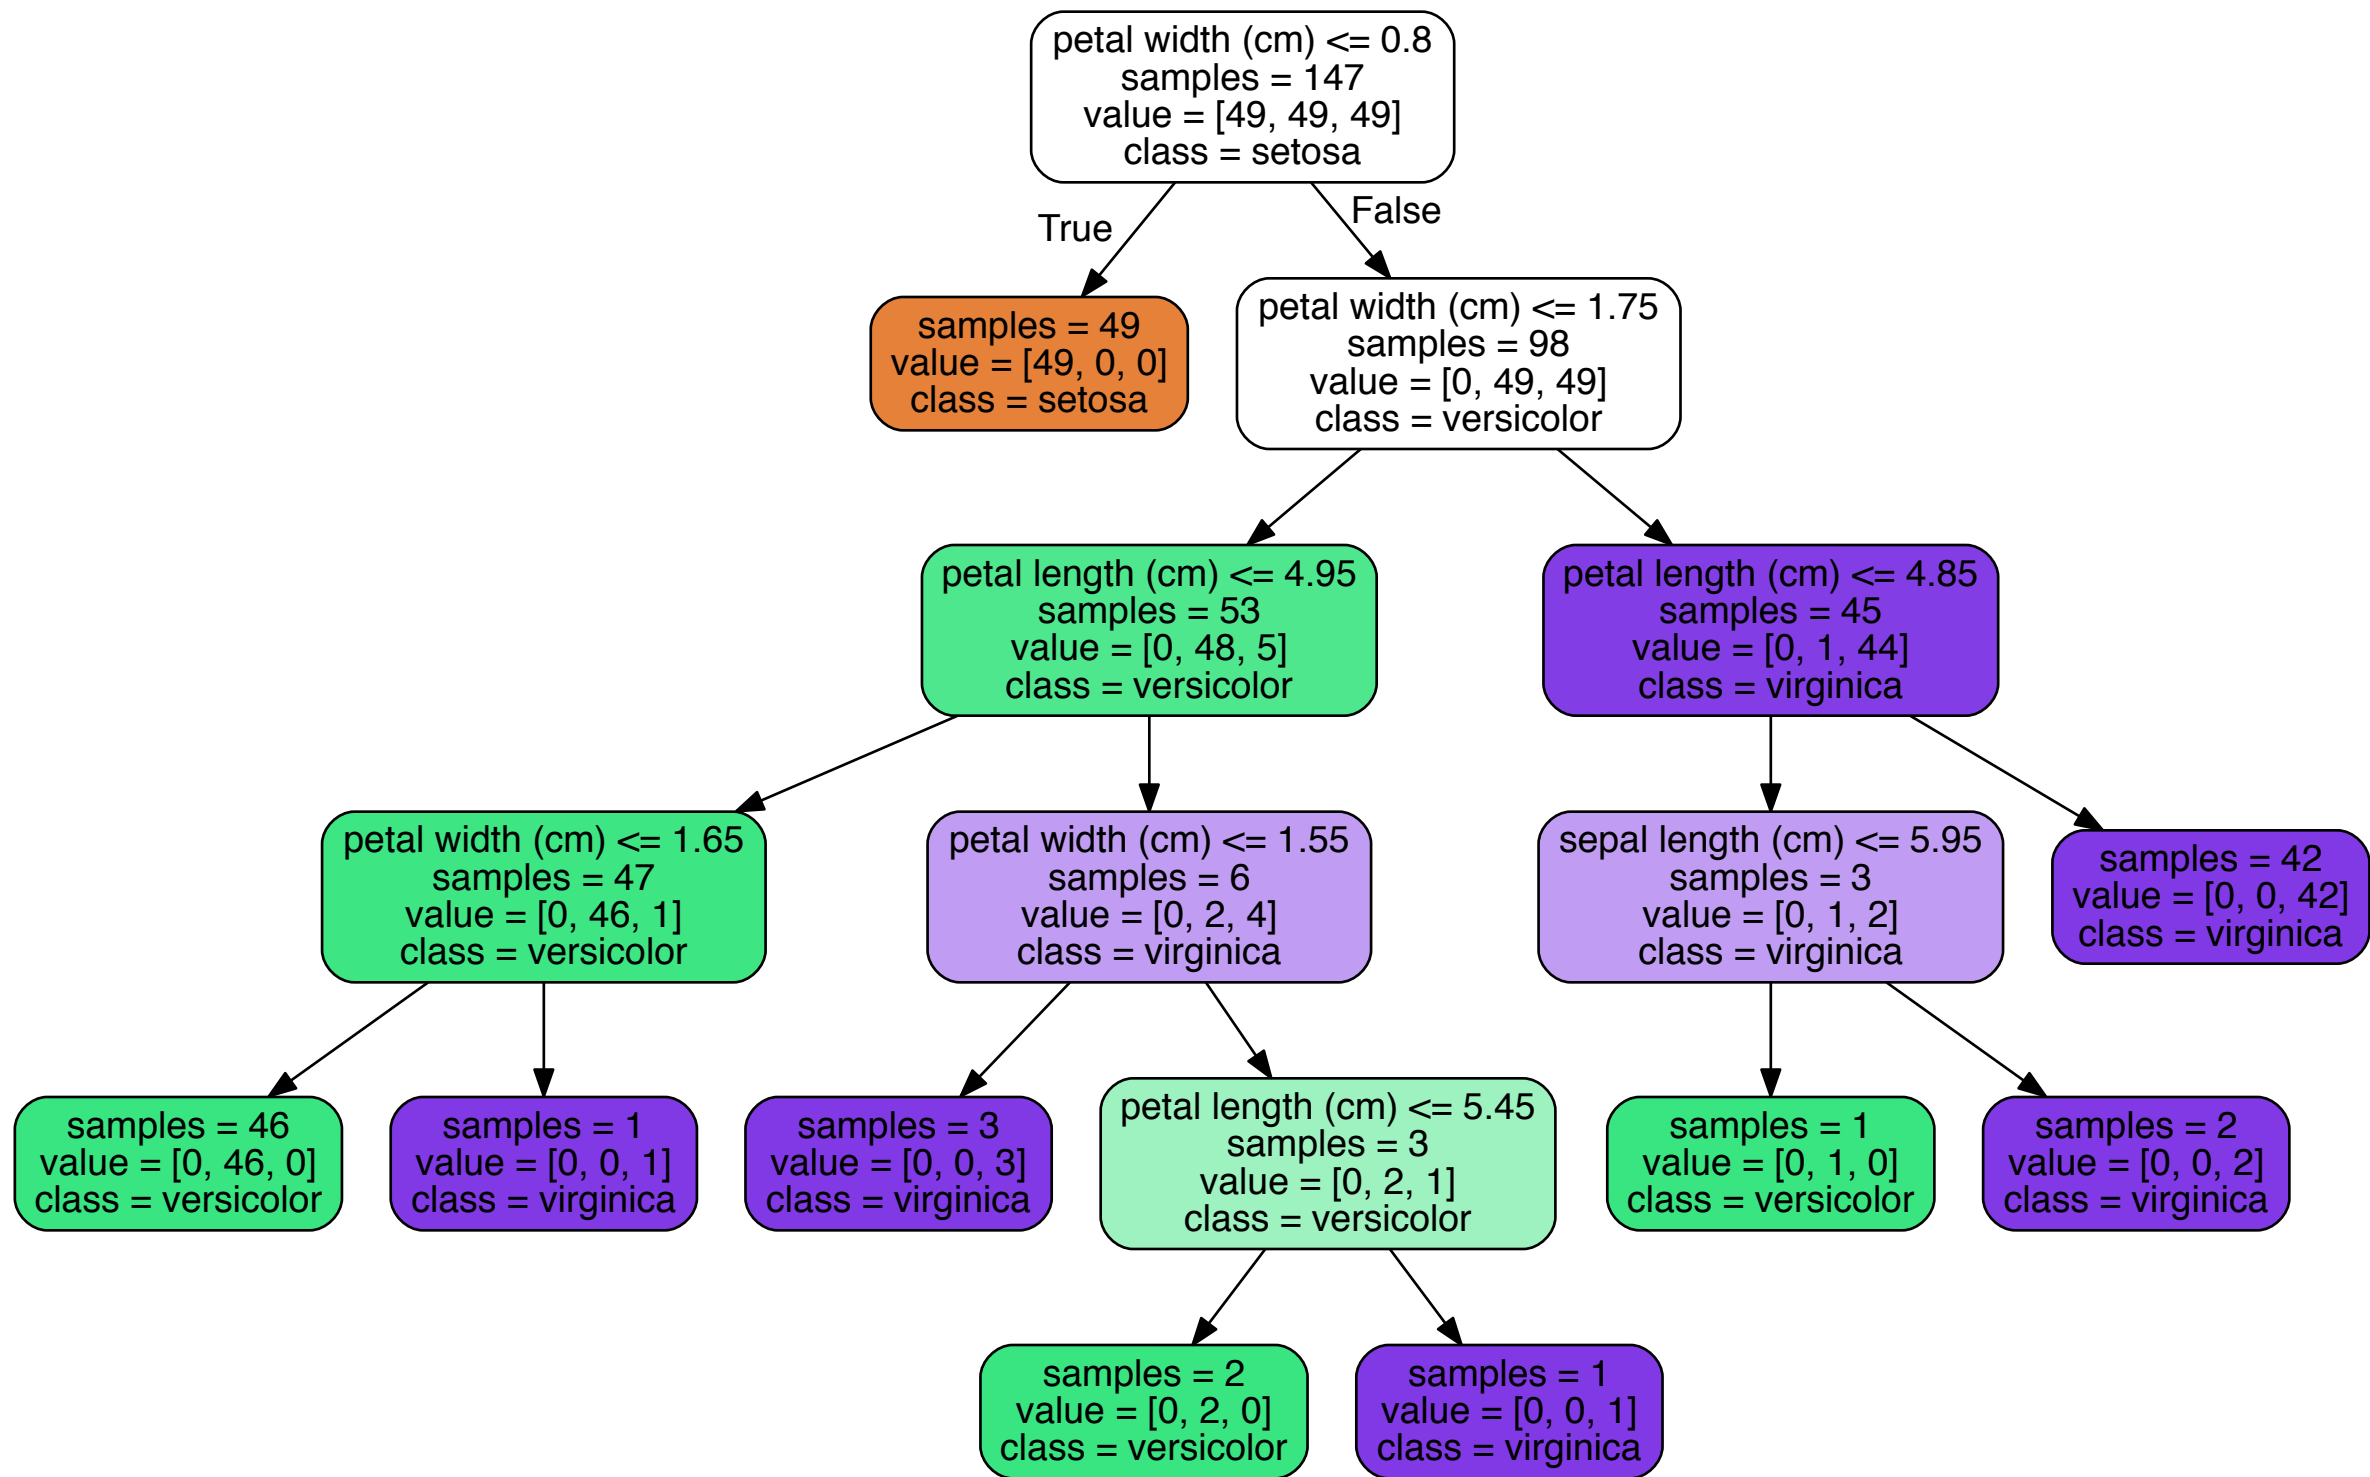 petal width (cm) <= 0.8
samples = 147
value = [49, 49, 49]
class = setosa
True
False
samples = 49
value = [49, 0, 0]
class = setosa
petal width (cm) <= 1.75
samples = 98
value = [0, 49, 49]
class = versicolor
petal length (cm) <= 4.95
samples = 53
value = [0, 48, 5]
class = versicolor
petal length (cm) <= 4.85
samples = 45
value = [0, 1, 44]
class = virginica
petal width (cm) <= 1.65
samples = 47
value = [0, 46, 1]
class = versicolor
petal width (cm) <= 1.55
samples = 6
value = [0, 2, 4]
class = virginica
sepal length (cm) <= 5.95
samples = 3
value = [0, 1, 2]
class = virginica
samples = 42
value = [0, 0, 42]
class = virginica
samples = 46
value = [0, 46, 0]
class = versicolor
samples = 1
value = [0, 0, 1]
class = virginica
samples = 3
value = [0, 0, 3]
class = virginica
petal length (cm) <= 5.45
samples = 3
value = [0, 2, 1]
class = versicolor
samples = 1
value = [0, 1, 0]
class = versicolor
samples = 2
value = [0, 0, 2]
class = virginica
samples = 2
value = [0, 2, 0]
class = versicolor
samples = 1
value = [0, 0, 1]
class = virginica